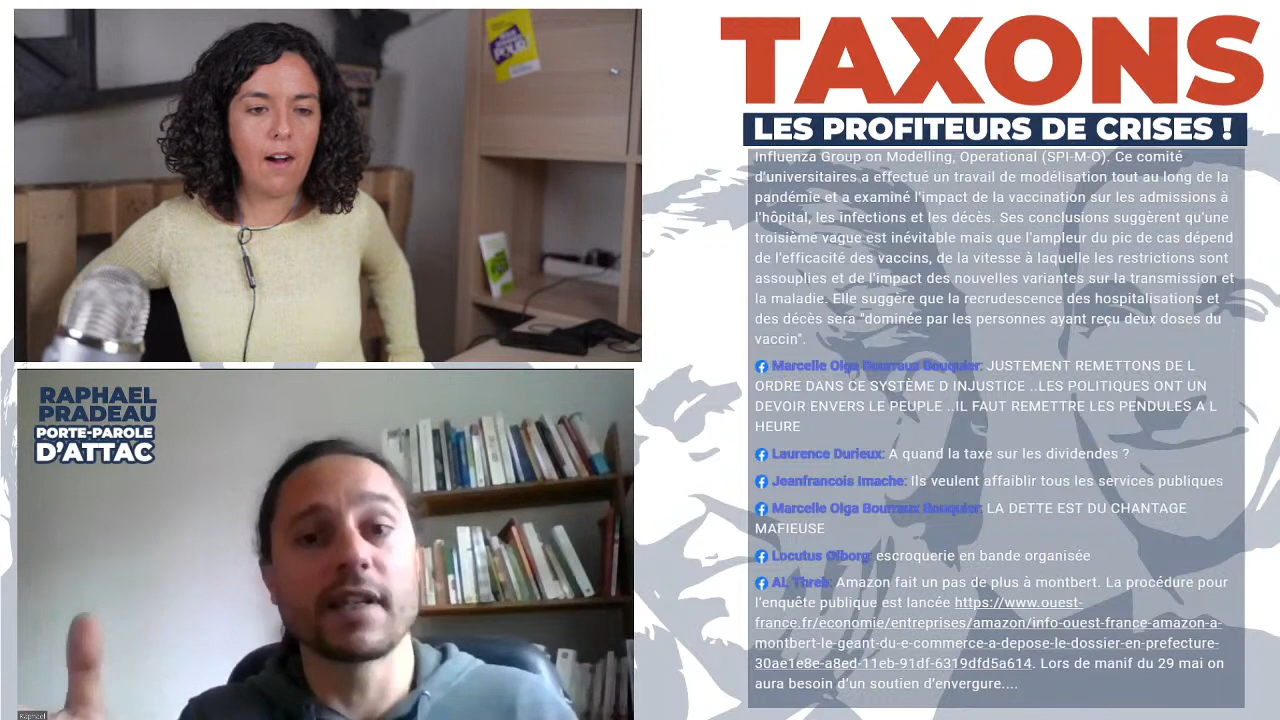 TAXONS
LES PROFITEURS DE CRISES !
Influenza Group on Modelling, Operational (SPI-M-O). Ce comité
d'universitaires a effectué un travail de modélisation tout au long de la
pandémie et a examiné l'impact de la vaccination sur les admissions à
l'hôpital, les infections et les décès. Ses conclusions suggèrent qu'une
troisième vague est inévitable mais que l'ampleur du pic de cas dépend
de l'efficacité des vaccins, de la vitesse à laquelle les restrictions sont
assouplies et de l'impact des nouvelles variantes sur la transmission et
la maladie. Elle suggère que la recrudescence des hospitalisations et
des décès sera "dominée par les personnes ayant reçu deux doses du
vaccin".
Marcelle Olga Bourraux Bouquier: JUSTEMENT REMETTONS DE L
ORDRE DANS CE SYSTÈME D INJUSTICE ..LES POLITIQUES ONT UN
DEVOIR ENVERS LE PEUPLE ..IL FAUT REMETTRE LES PENDULES A L
HEURE
Laurence Durieux: A quand la taxe sur les dividendes ?
Jeanfrancois Imache: Ils veulent affaiblir tous les services publiques
Marcelle Olga Bourraux Bouquier: LA DETTE EST DU CHANTAGE
MAFIEUSE
Locutus Ølborg: escroquerie en bande organisée
AL Threb: Amazon fait un pas de plus à montbert. La procédure pour
l'enquête publique est lancée https://www.ouest-
france.fr/economie/entreprises/amazon/info-ouest-france-amazon-a-
montbert-le-geant-du-e-commerce-a-depose-le-dossier-en-prefecture-
30ae1e8e-a8ed-11eb-91df-6319dfd5a614. Lors de manif du 29 mai on
aura besoin d'un soutien d'envergure....
RAPHAEL
PRADEAU
PORTE-PAROLE
D'ATTAC
Raphael